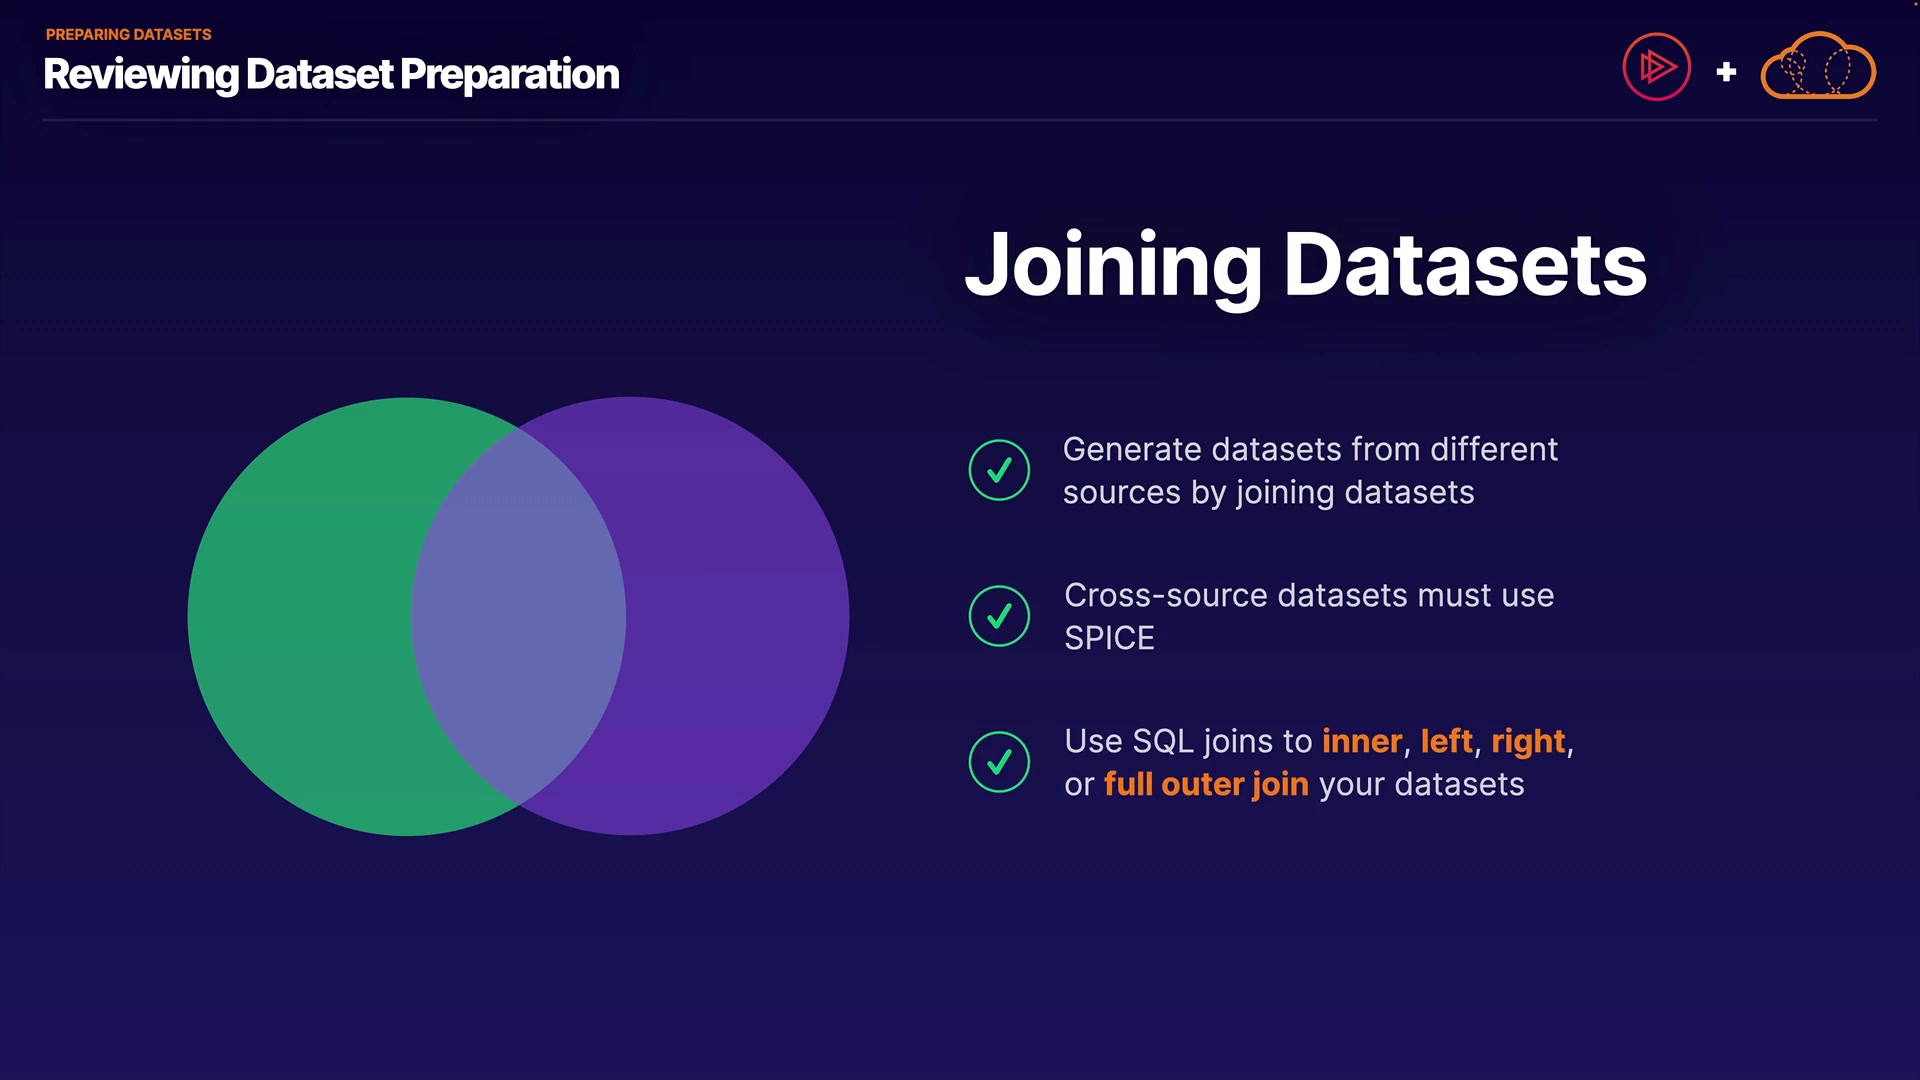 PREPARING DATASETS
Reviewing Dataset Preparation
+
Joining Datasets
Generate datasets from different
sources by joining datasets
Cross-source datasets must use
SPICE
Use SQL joins to inner, left, right,
or full outer join your datasets